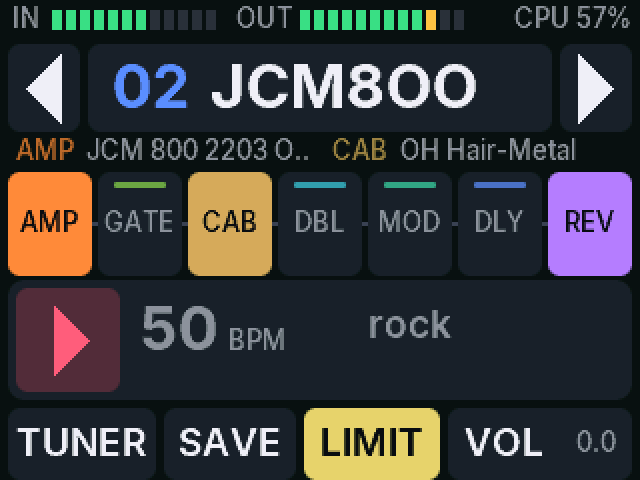 IN OUT CPU 57%
02 JCM800
AMP JCM 800 2203 O.. CAB OH Hair-Metal
AMP GATE CAB DBL MOD DLY REV
50 BPM rock
TUNER SAVE LIMIT VOL 0.0